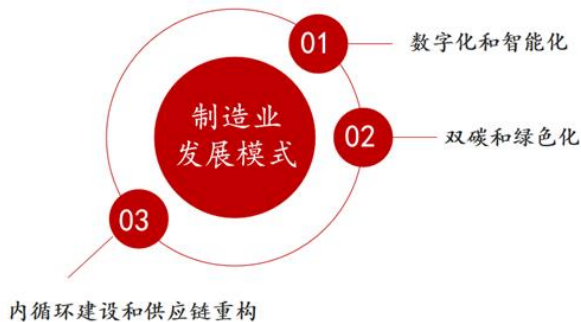 01
数字化和智能化
制造业
发展模式
02
双碳和绿色化
03
内循环建设和供应链重构